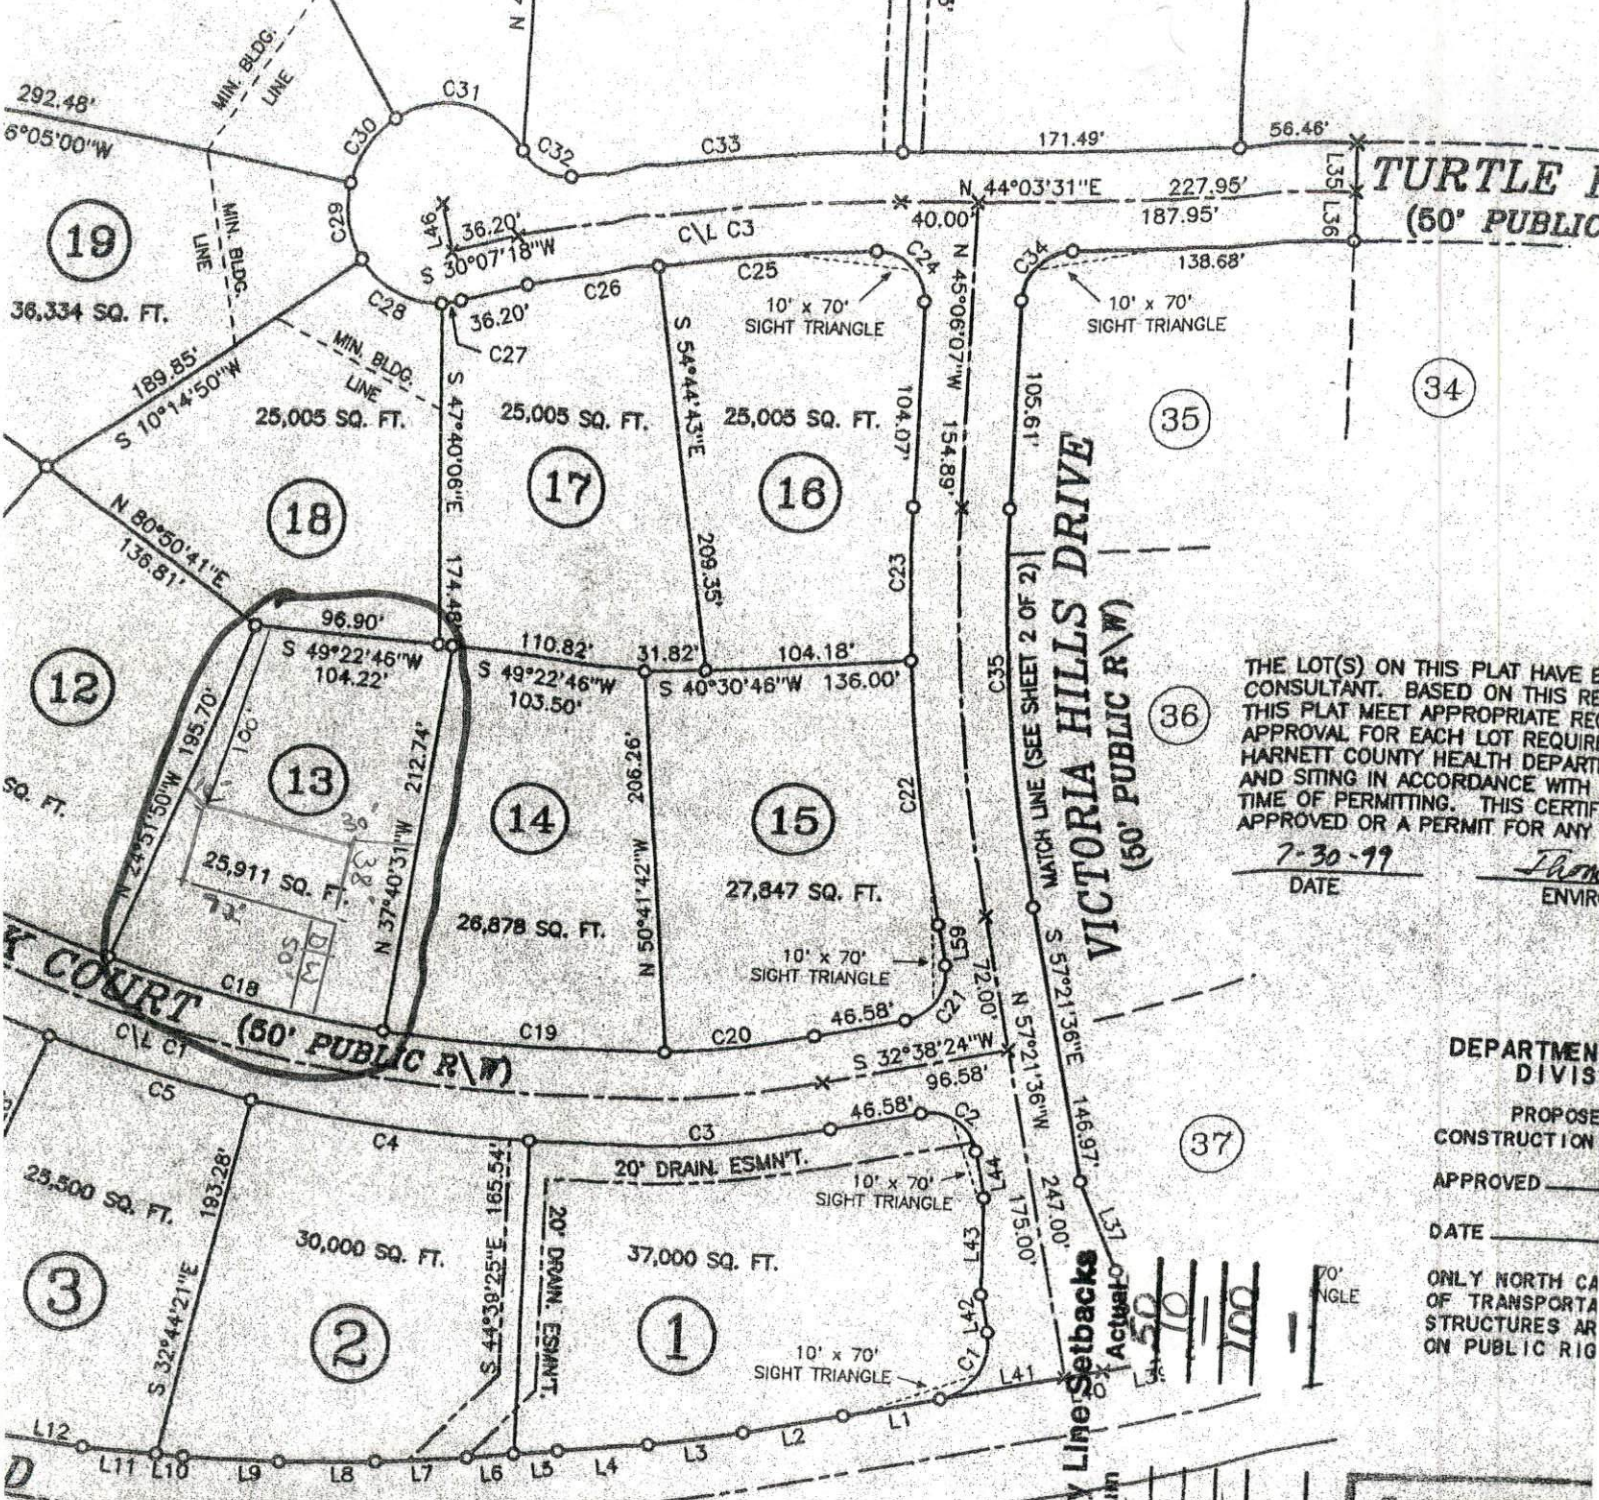 N 4
MIN. BLDG.
LINE
292.48'
6°05'00"W
C30
C31
C32
C33
171.49'
56.46'
L35
L36
TURTLE
(50' PUBLIC
N 44°03'31"E
227.95'
40.00'
187.95'
C29
L46
36.20'
S 30°07'18"W
C\L C3
C25
C24
C34
138.68'
19
MIN. BLDG.
LINE
36,334 SQ. FT.
C28
C26
36.20'
C27
10' x 70'
SIGHT TRIANGLE
10' x 70'
SIGHT TRIANGLE
N 45°06'07"W 154.89'
189.85'
S 10°14'50"W
MIN. BLDG.
LINE
S 47°40'06"E 174.48'
S 54°44'43"E 209.35'
104.07'
105.61'
25,005 SQ. FT.
25,005 SQ. FT.
25,005 SQ. FT.
35
34
18
17
16
N 80°50'41"E
136.81'
C23
VICTORIA HILLS DRIVE
(50' PUBLIC R\W)
MATCH LINE (SEE SHEET 2 OF 2)
C35
96.90'
S 49°22'46"W
104.22'
110.82'
S 49°22'46"W
103.50'
31.82'
104.18'
S 40°30'46"W
136.00'
12
SQ. FT.
N 24°51'50"W 195.70'
100'
13
212.74'
N 37°40'31"W
30
38'
25,911 SQ. FT.
72'
DW
50'
14
26,878 SQ. FT.
206.26'
N 50°41'42"W
15
27,847 SQ. FT.
C22
36
THE LOT(S) ON THIS PLAT HAVE
CONSULTANT. BASED ON THIS
THIS PLAT MEET APPROPRIATE
APPROVAL FOR EACH LOT
HARNETT COUNTY HEALTH
AND SITING IN ACCORDANCE WITH
TIME OF PERMITTING. THIS
APPROVED OR A PERMIT FOR ANY
7-30-99
DATE
10' x 70'
SIGHT TRIANGLE
L59
C21
72.00'
S 57°21'36"E 146.97'
K COURT (50' PUBLIC R\W)
C18
C19
C20
46.58'
C\L C1
S 32°38'24"W
96.58'
N 57°21'36"W 247.00'
175.00'
C5
C4
C3
46.58'
C2
20' DRAIN. ESMN'T.
10' x 70'
SIGHT TRIANGLE
L44
L43
L42
L37
37
DIVIS
CONSTRUCTION
APPROVED
DATE
ONLY NORTH
OF
STRUCTURES
ON PUBLIC
25,500 SQ. FT.
193.28'
S 32°44'21"E
30,000 SQ. FT.
S 44°39'25"E 165.54'
20' DRAIN. ESMN'T.
37,000 SQ. FT.
3
2
1
10' x 70'
SIGHT TRIANGLE
C1
L41
Line Setbacks
Actual
50
10
100
70'
L12
L11
L10
L9
L8
L7
L6
L5
L4
L3
L2
L1
D